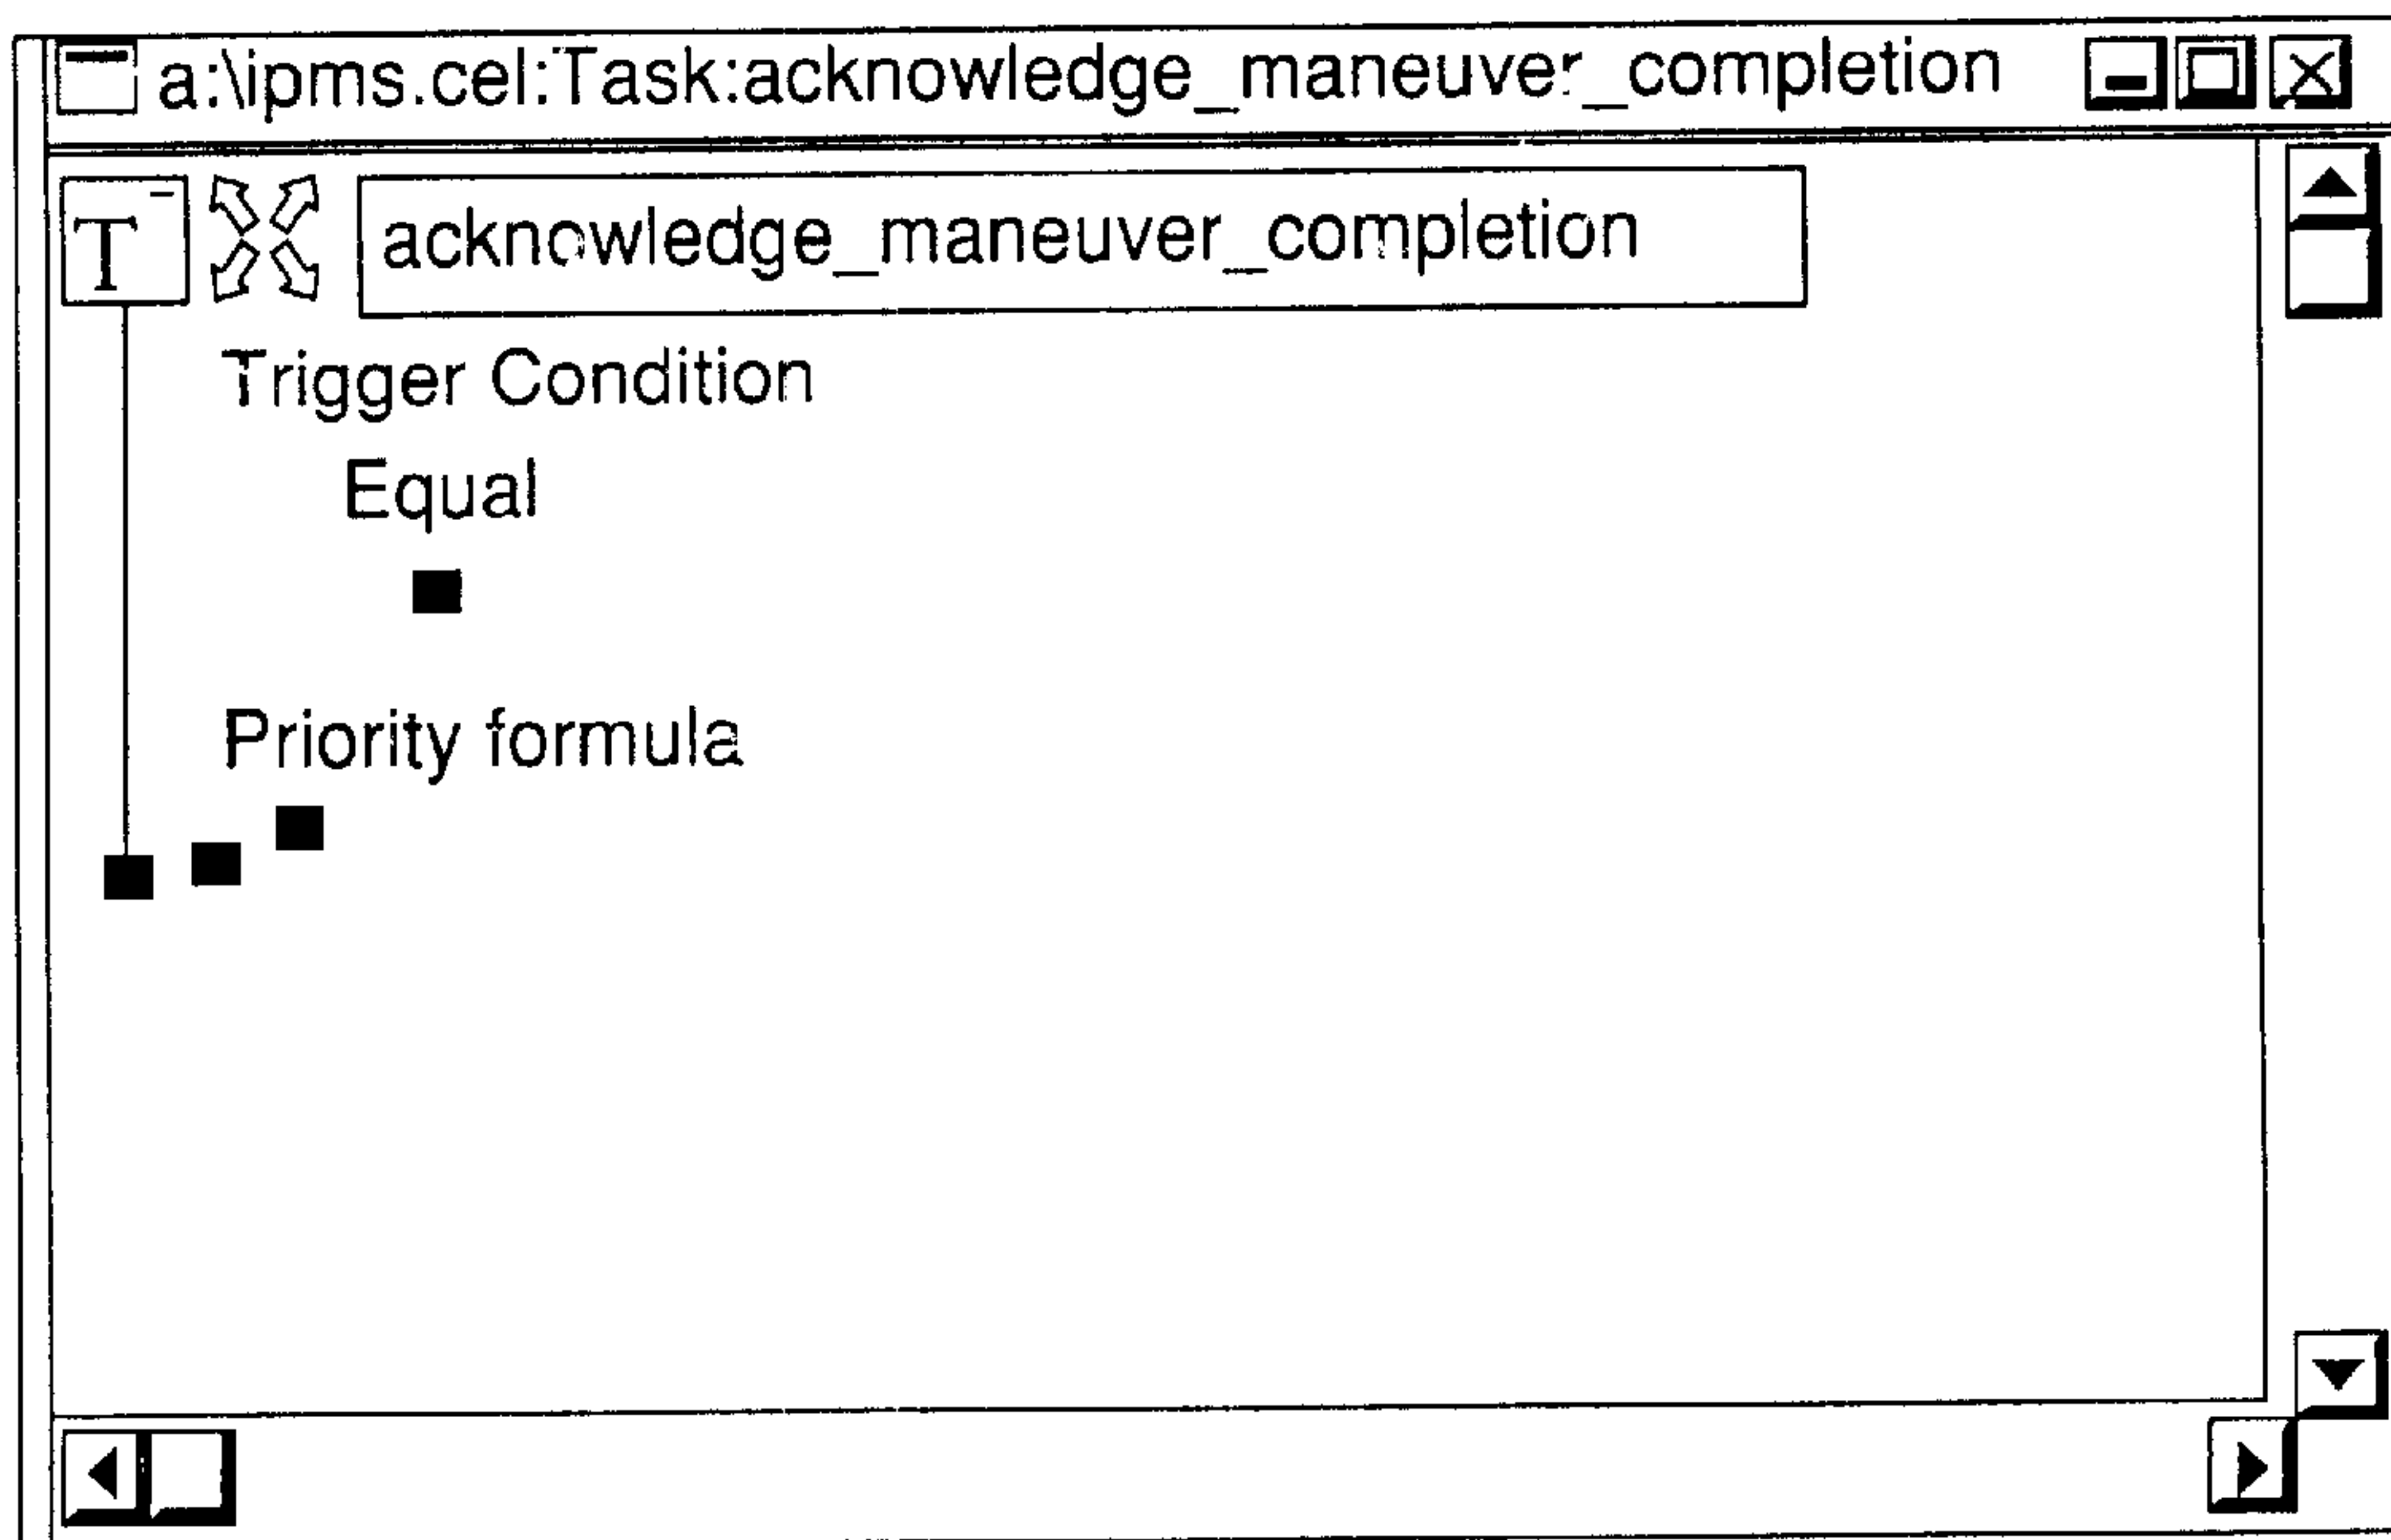 a:\ipms.cel:Task:acknowledge_maneuver_completion
T acknowledge_maneuver_completion
Trigger Condition
Equal
Priority formula